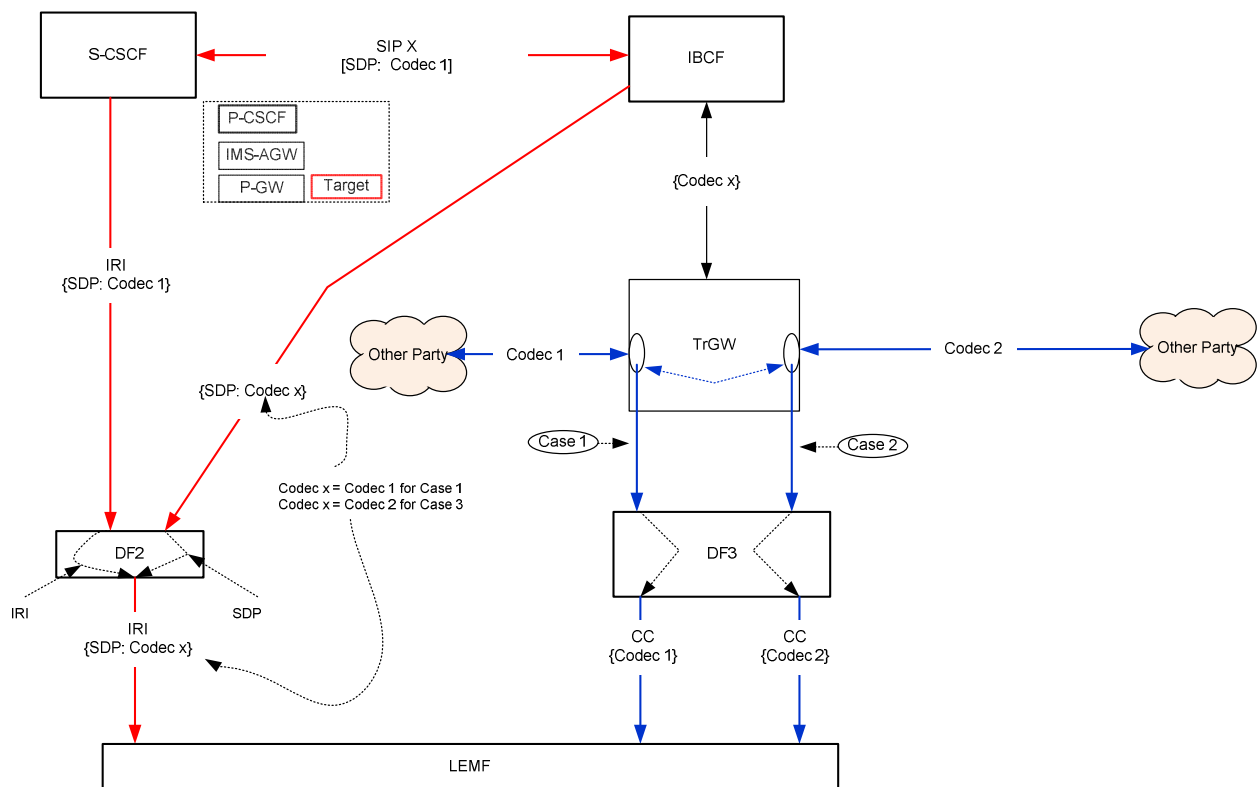 S-CSCF
SIP X
[SDP: Codec 1]
IBCF
P-CSCF
IMS-AGW
P-GW
Target
{Codec x}
IRI
{SDP: Codec 1}
Other Party
Codec 1
TrGW
Codec 2
Other Party
{SDP: Codec x}
Case 1
Case 2
Codec x = Codec 1 for Case 1
Codec x = Codec 2 for Case 3
DF2
DF3
IRI
SDP
IRI
{SDP: Codec x}
CC
{Codec 1}
CC
{Codec 2}
LEMF